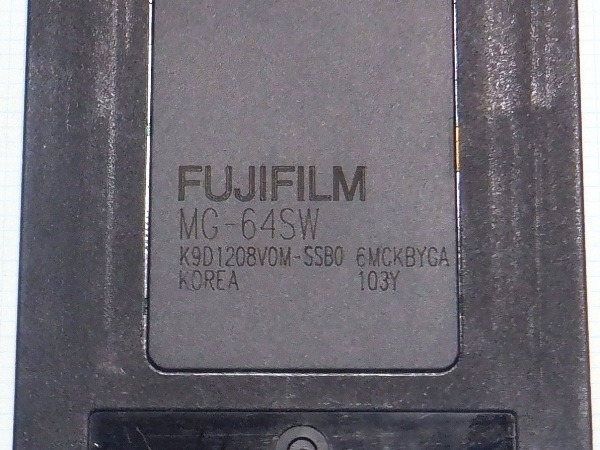 FUJIFILM
MG-64SW
K9D1208V0M-SSB0 6MCKBYGA
KOREA 103Y